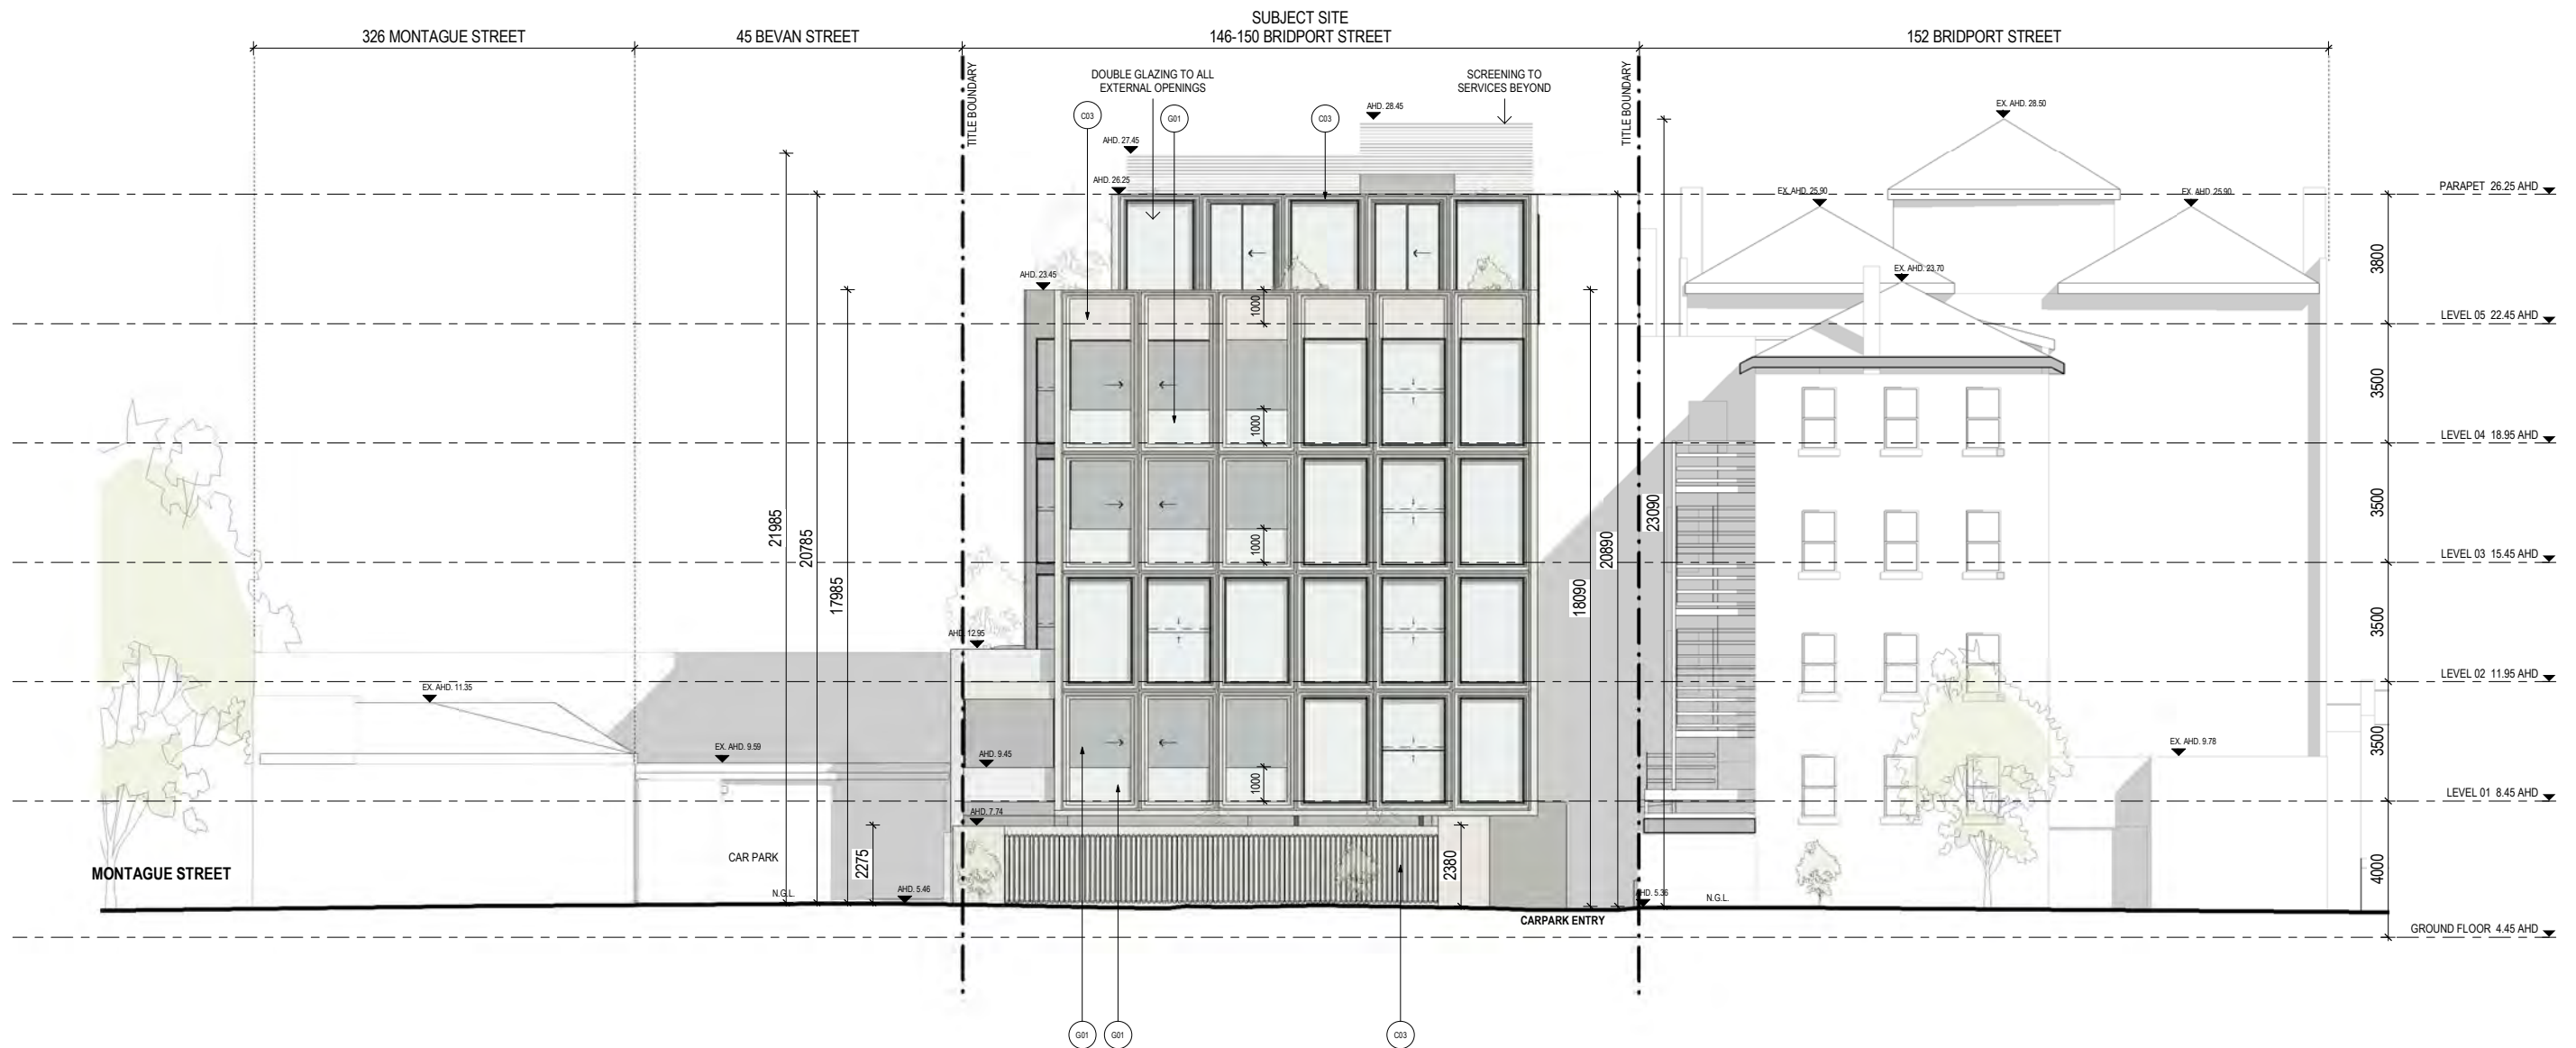 SUBJECT SITE
326 MONTAGUE STREET
45 BEVAN STREET
146-150 BRIDPORT STREET
152 BRIDPORT STREET
TITLE BOUNDARY
DOUBLE GLAZING TO ALL
EXTERNAL OPENINGS
SCREENING TO
SERVICES BEYOND
TITLE BOUNDARY
C03
G01
C03
AHD. 28.45
EX. AHD. 28.50
AHD. 27.45
AHD. 26.25
EX. AHD. 25.90
EX. AHD. 25.90
PARAPET 26.25 AHD
3800
AHD. 23.45
EX. AHD. 23.70
1000
LEVEL 05 22.45 AHD
3500
1000
LEVEL 04 18.95 AHD
21985
20785
17985
1000
18090
20890
23090
3500
LEVEL 03 15.45 AHD
3500
AHD. 12.95
LEVEL 02 11.95 AHD
EX. AHD. 11.35
EX. AHD. 9.59
AHD. 9.45
1000
EX. AHD. 9.78
3500
LEVEL 01 8.45 AHD
AHD. 7.74
MONTAGUE STREET
CAR PARK
2275
2380
4000
N.G.L.
AHD. 5.46
AHD. 5.36
N.G.L.
CARPARK ENTRY
GROUND FLOOR 4.45 AHD
G01
G01
C03